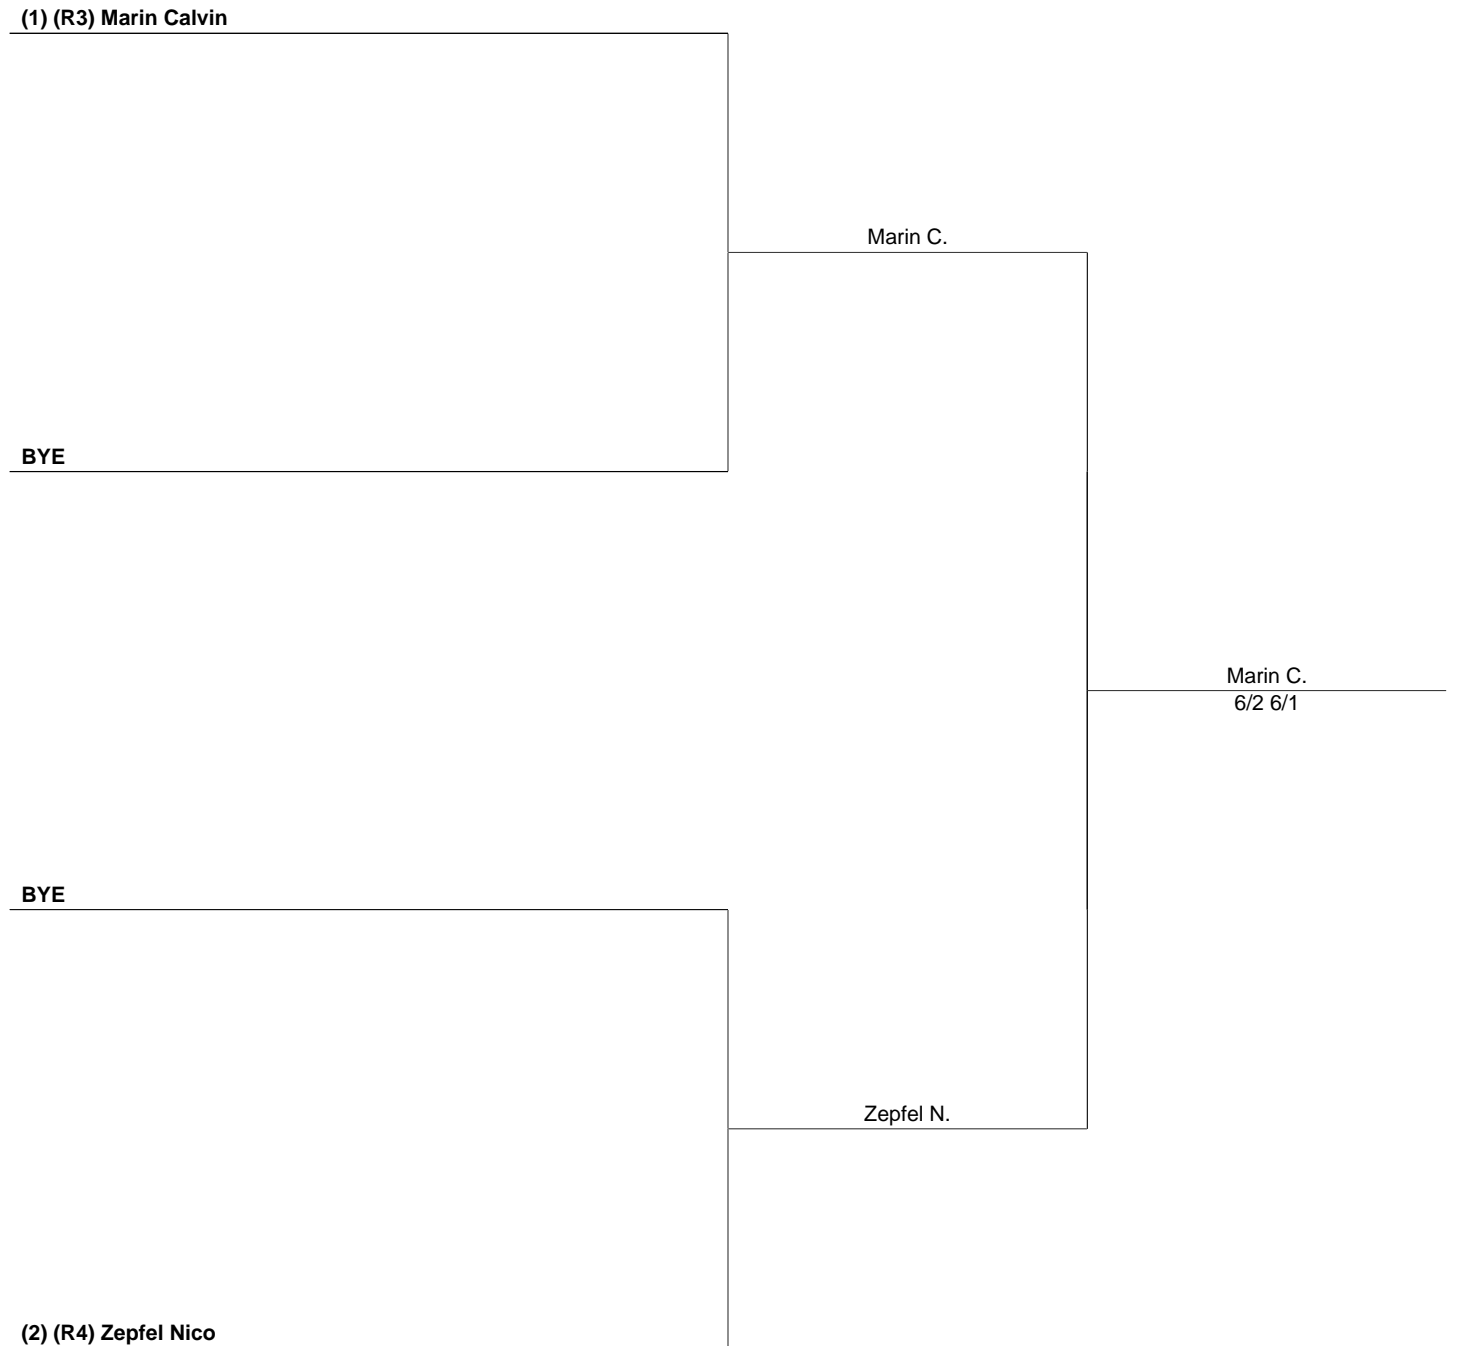 (1) (R3) Marin Calvin
Marin C.
BYE
Marin C.
6/2 6/1
BYE
Zepfel N.
(2) (R4) Zepfel Nico